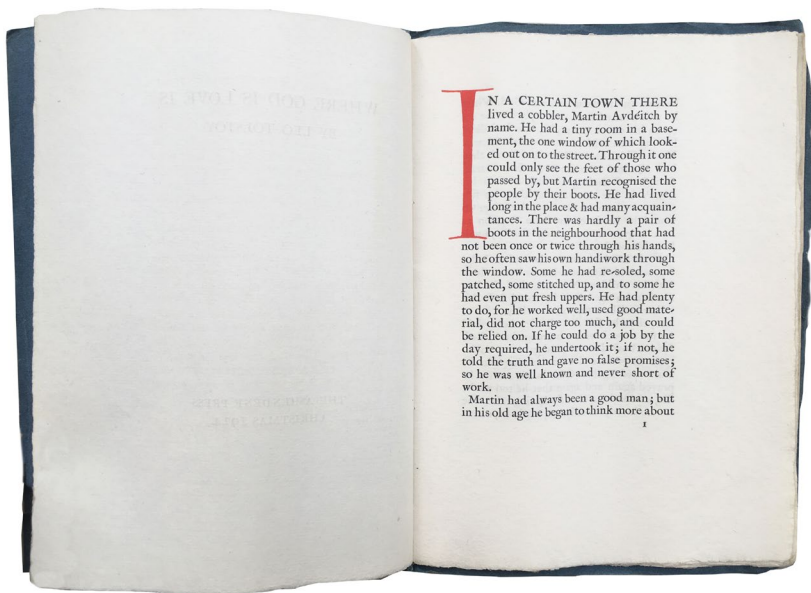 WHERE GOD IS LOVE IS
BY LEO TOLSTOY
IN A CERTAIN TOWN THERE
lived a cobbler, Martin Avdéitch by
name. He had a tiny room in a base-
ment, the one window of which look-
ed out on to the street. Through it one
could only see the feet of those who
passed by, but Martin recognised the
people by their boots. He had lived
long in the place & had many acquain-
tances. There was hardly a pair of
boots in the neighbourhood that had
not been once or twice through his hands,
so he often saw his own handiwork through
the window. Some he had re-soled, some
patched, some stitched up, and to some he
had even put fresh uppers. He had plenty
to do, for he worked well, used good mate-
rial, did not charge too much, and could
be relied on. If he could do a job by the
day required, he undertook it; if not, he
told the truth and gave no false promises;
so he was well known and never short of
work.
Martin had always been a good man; but
in his old age he began to think more about
1